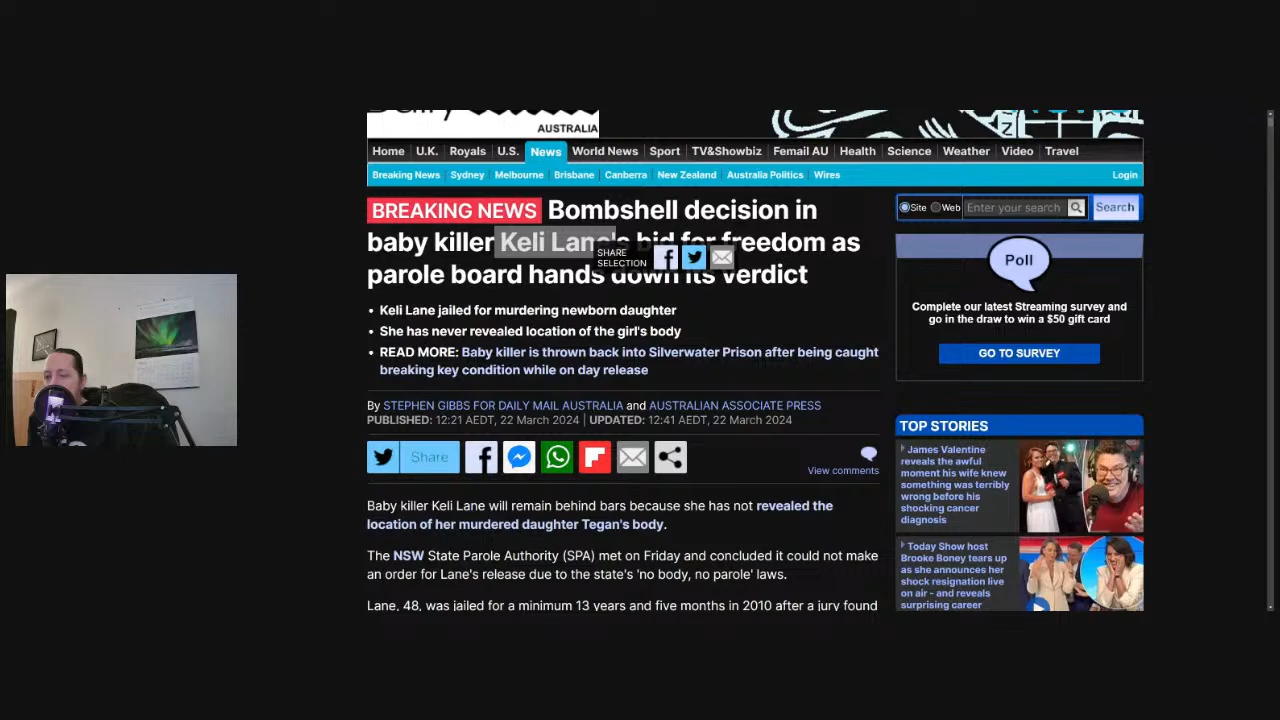 AUSTRALIA
Home U.K. Royals U.S. News World News Sport TV&Showbiz Femail AU Health Science Weather Video Travel
Breaking News Sydney Melbourne Brisbane Canberra New Zealand Australia Politics Wires Login
BREAKING NEWS Bombshell decision in
baby killer Keli Lane's bid for freedom as
parole board hands down its verdict
SHARE
SELECTION
• Keli Lane jailed for murdering newborn daughter
• She has never revealed location of the girl's body
• READ MORE: Baby killer is thrown back into Silverwater Prison after being caught
breaking key condition while on day release
By STEPHEN GIBBS FOR DAILY MAIL AUSTRALIA and AUSTRALIAN ASSOCIATE PRESS
PUBLISHED: 12:21 AEDT, 22 March 2024 | UPDATED: 12:41 AEDT, 22 March 2024
Share
View comments
Baby killer Keli Lane will remain behind bars because she has not revealed the
location of her murdered daughter Tegan's body.
The NSW State Parole Authority (SPA) met on Friday and concluded it could not make
an order for Lane's release due to the state's 'no body, no parole' laws.
Lane, 48, was jailed for a minimum 13 years and five months in 2010 after a jury found
Site Web Enter your search Search
Poll
Complete our latest Streaming survey and
go in the draw to win a $50 gift card
GO TO SURVEY
TOP STORIES
James Valentine
reveals the awful
moment his wife knew
something was terribly
wrong before his
shocking cancer
diagnosis
Today Show host
Brooke Boney tears up
as she announces her
shock resignation live
on air - and reveals
surprising career